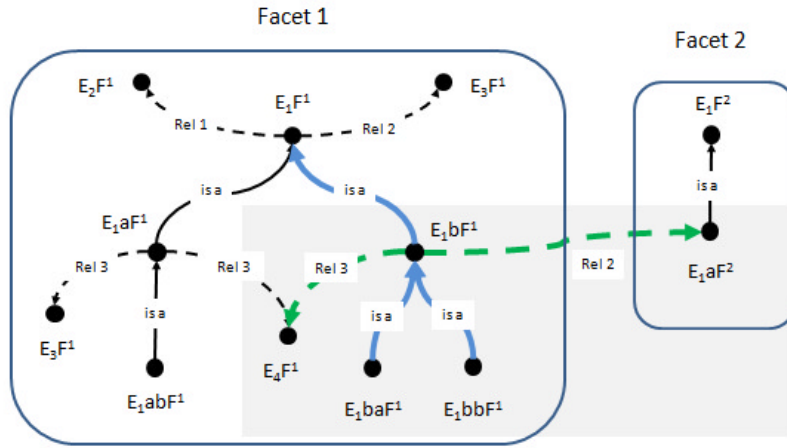 Facet 1
Facet 2
E₂F¹
E₃F¹
E₁F¹
E₁F²
Rel 1
Rel 2
is a
is a
is a
E₁aF¹
E₁bF¹
Rel 3
Rel 3
Rel 3
Rel 2
E₁aF²
is a
is a
is a
E₃F¹
E₄F¹
E₁abF¹
E₁baF¹
E₁bbF¹